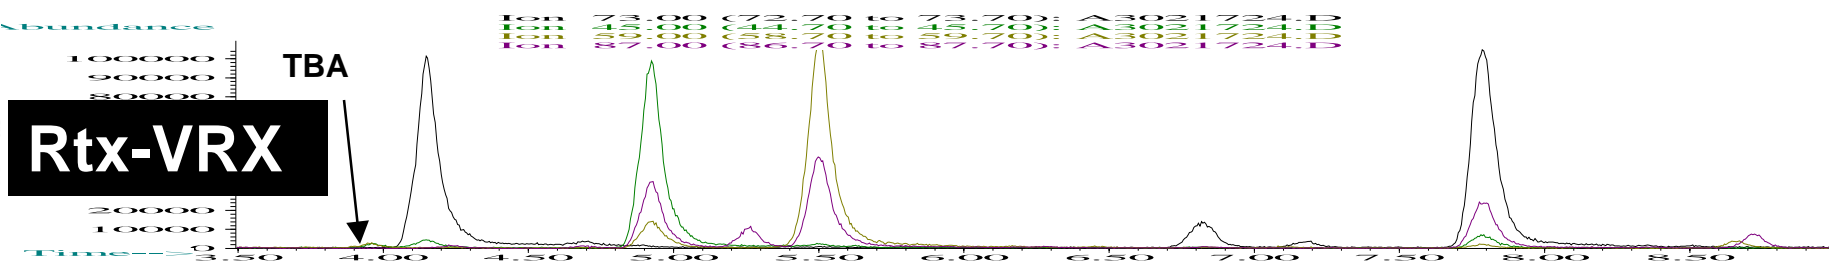 Ion 73.00 (72.70 to 73.70): A3021724.D
Abundance
Ion 45.00 (44.70 to 45.70): A3021724.D
Ion 59.00 (58.70 to 59.70): A3021724.D
Ion 87.00 (86.70 to 87.70): A3021724.D
100000
TBA
90000
80000
Rtx-VRX
20000
10000
0
Time-->
3.50 4.00 4.50 5.00 5.50 6.00 6.50 7.00 7.50 8.00 8.50